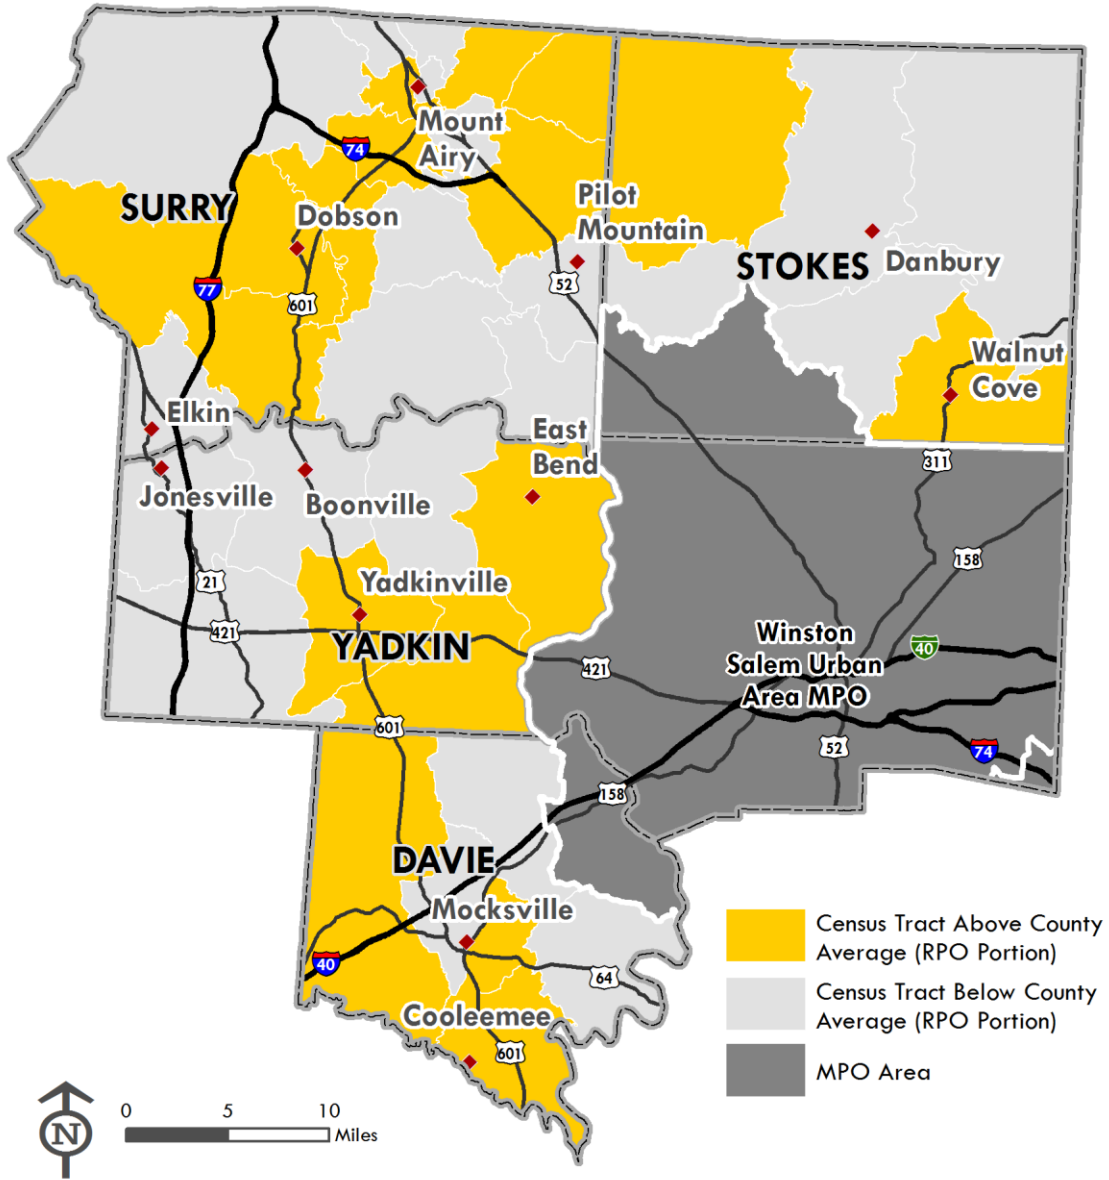 Mount
Airy
74
Pilot
Mountain
SURRY
Dobson
STOKES
Danbury
77
52
601
Walnut
Cove
Elkin
East
Bend
311
Jonesville
Boonville
158
21
Yadkinville
421
YADKIN
Winston
Salem Urban
Area MPO
40
421
601
52
74
158
DAVIE
Mocksville
40
64
Cooleemee
601
Census Tract Above County
Average (RPO Portion)
Census Tract Below County
Average (RPO Portion)
MPO Area
N
0 5 10
Miles